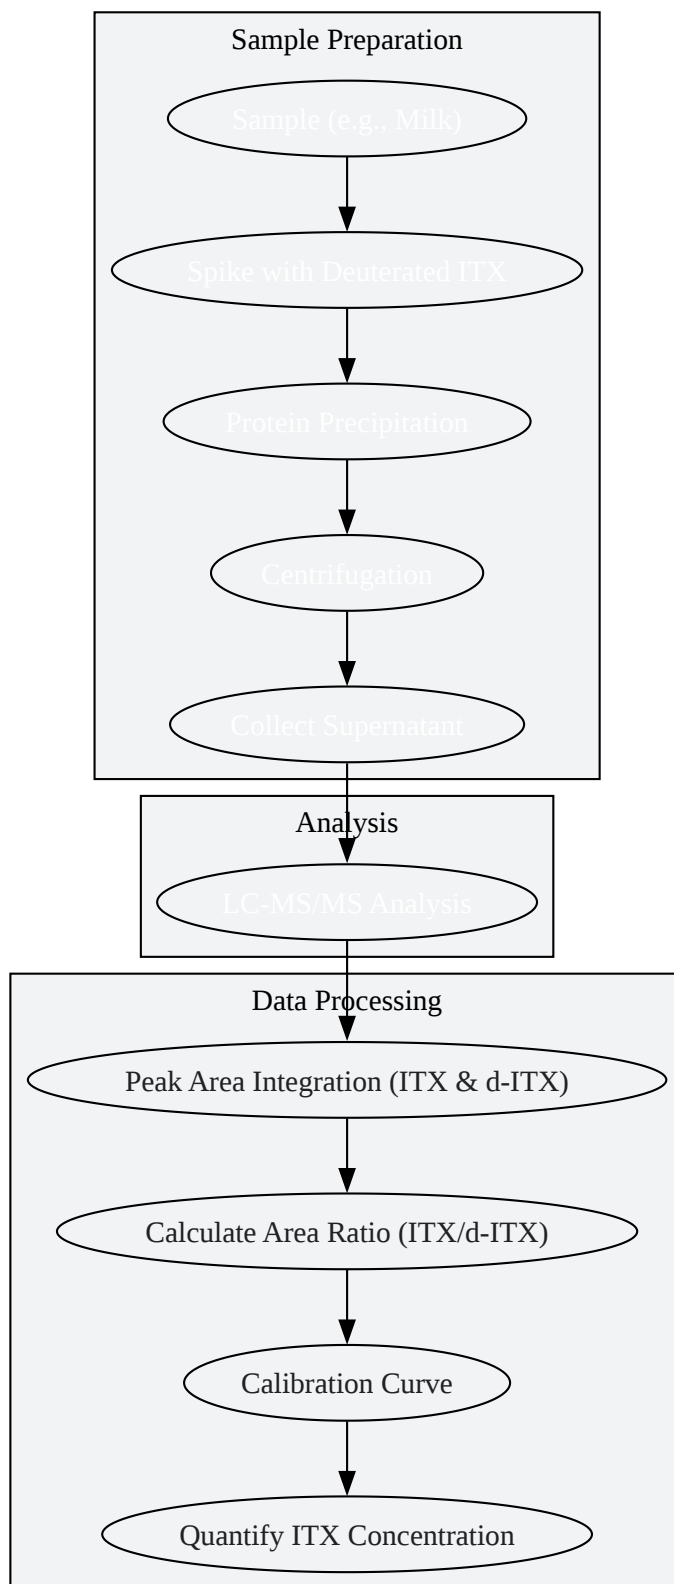 Sample Preparation
Sample (e.g., Milk)
Spike with Deuterated ITX
Protein Precipitation
Centrifugation
Collect Supernatant
Analysis
LC-MS/MS Analysis
Data Processing
Peak Area Integration (ITX & d-ITX)
Calculate Area Ratio (ITX/d-ITX)
Calibration Curve
Quantify ITX Concentration